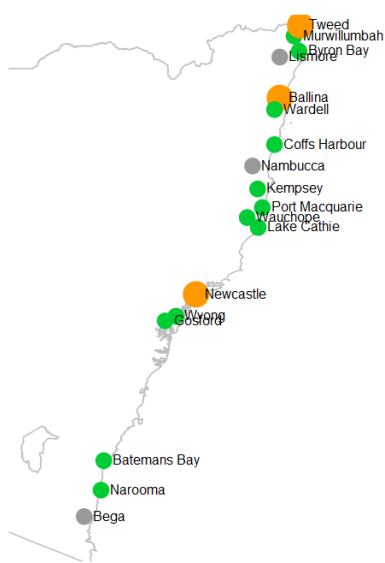 Tweed
Murwillumbah
Byron Bay
Lismore
Ballina
Wardell
Coffs Harbour
Nambucca
Kempsey
Port Macquarie
Wauchope
Lake Cathie
Newcastle
Wyong
Gosford
Batemans Bay
Narooma
Bega